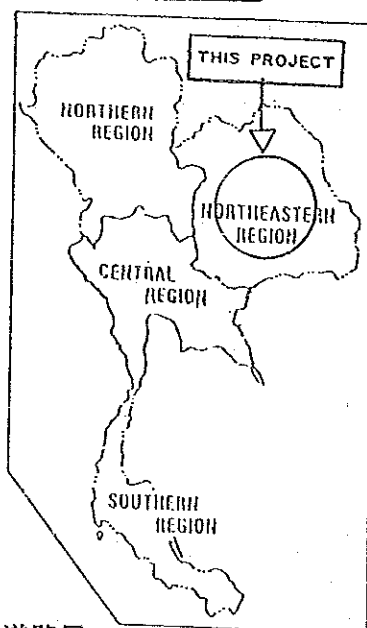 THIS PROJECT
NORTHERN
REGION
NORTHEASTERN
REGION
CENTRAL
REGION
SOUTHERN
REGION